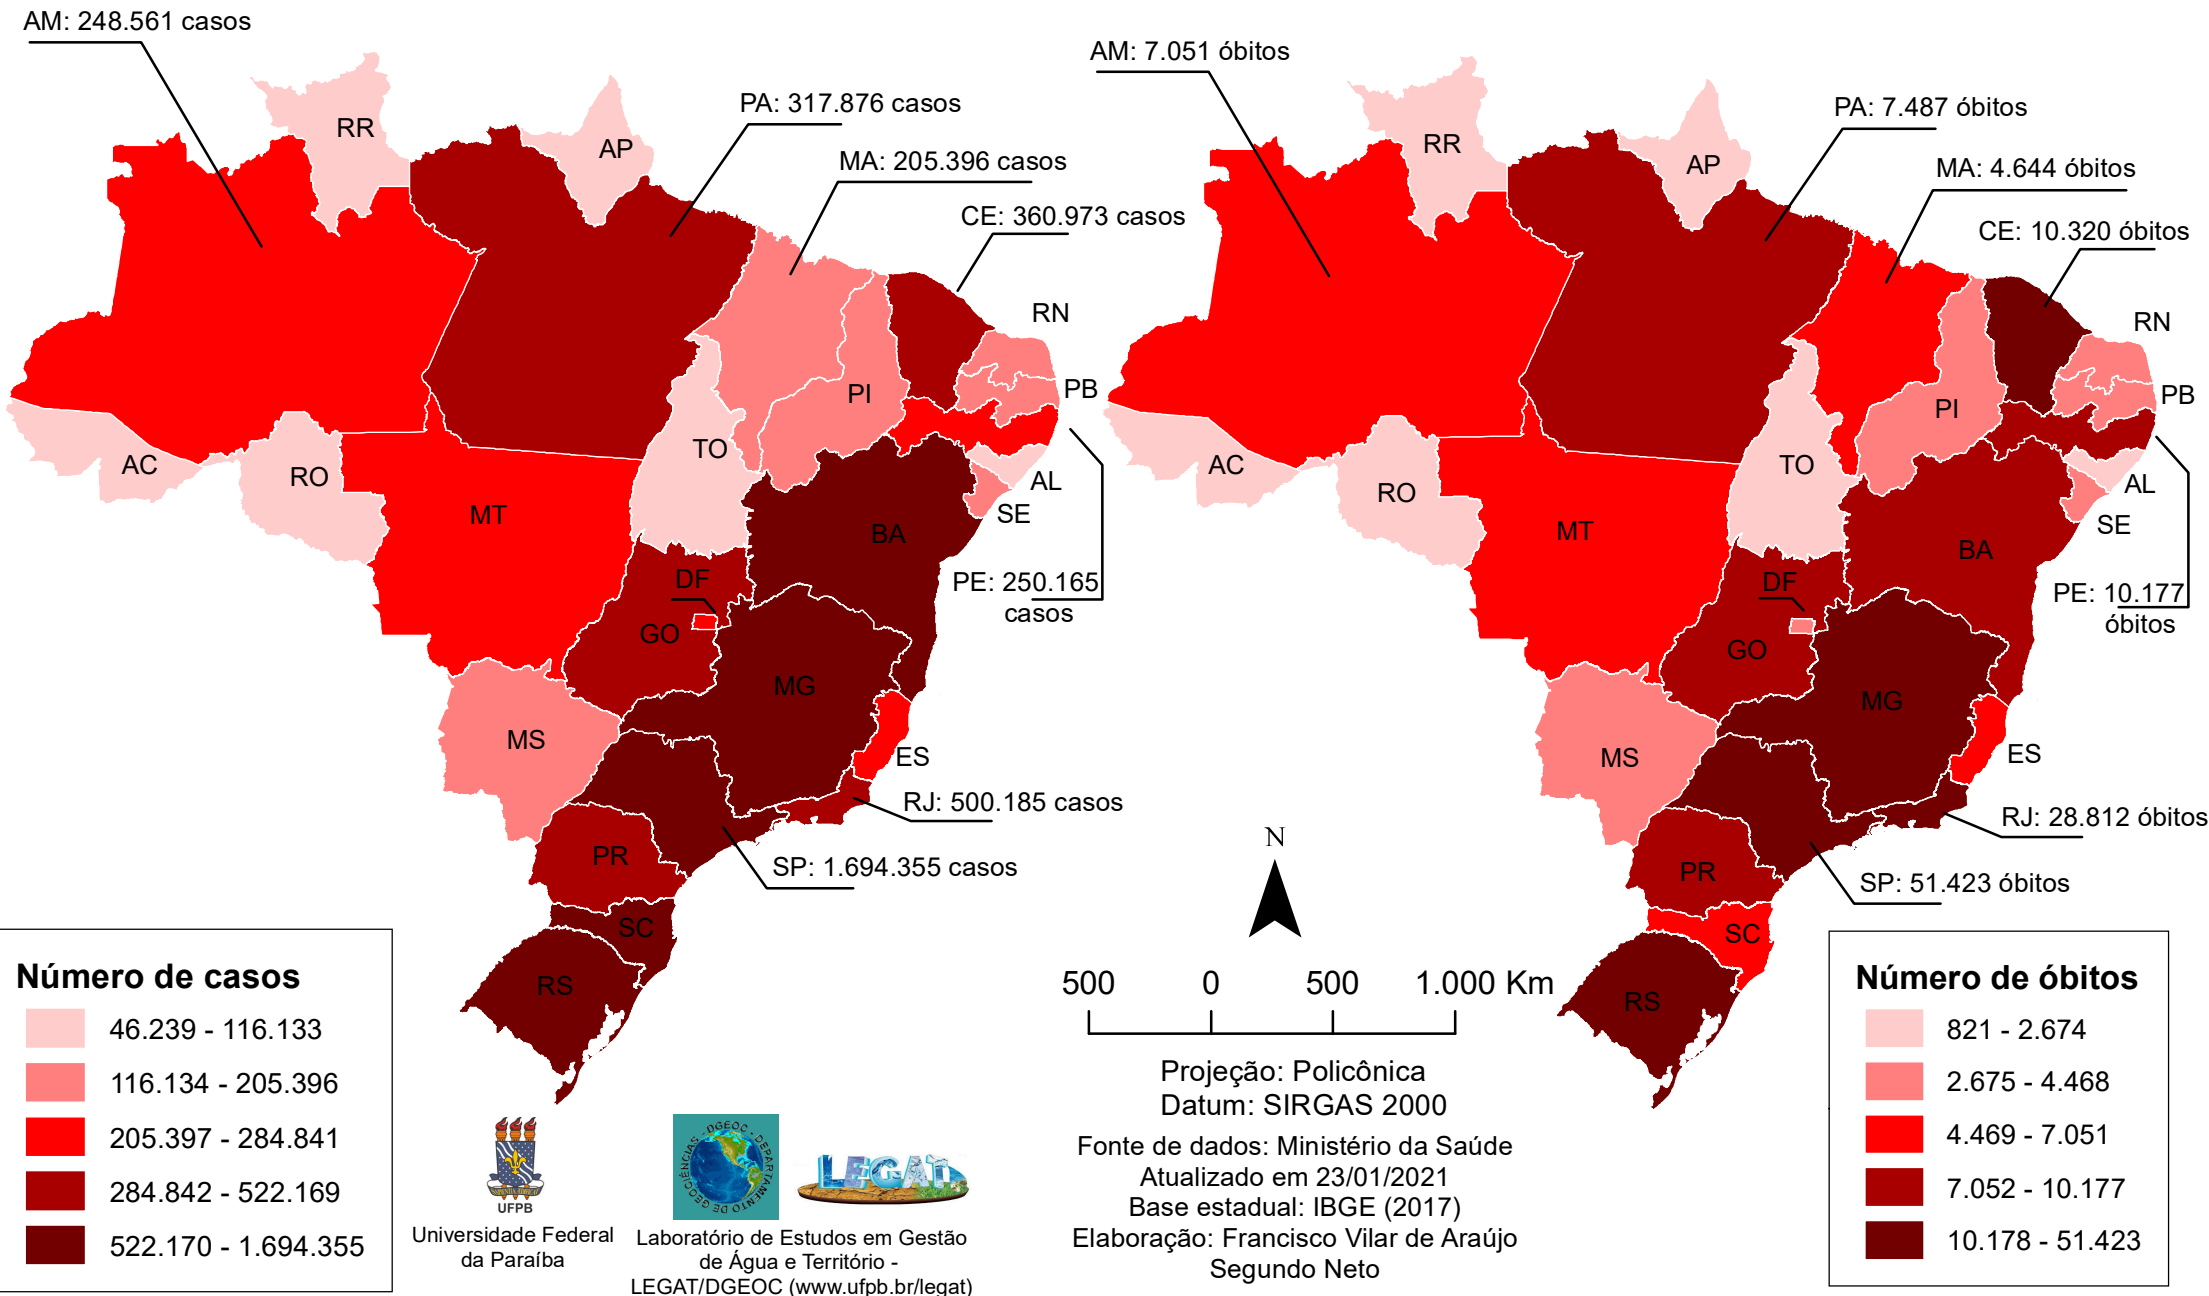 AM: 248.561 casos
RR
AP
PA: 317.876 casos
MA: 205.396 casos
CE: 360.973 casos
RN
PB
PI
TO
AC
RO
MT
AL
SE
BA
DF
PE: 250.165
casos
GO
MG
MS
ES
RJ: 500.185 casos
PR
SP: 1.694.355 casos
SC
RS
AM: 7.051 óbitos
RR
AP
PA: 7.487 óbitos
MA: 4.644 óbitos
CE: 10.320 óbitos
RN
PB
PI
TO
AC
RO
MT
AL
SE
BA
DF
PE: 10.177
óbitos
GO
MG
MS
ES
RJ: 28.812 óbitos
PR
SP: 51.423 óbitos
SC
RS
Número de casos
46.239 - 116.133
116.134 - 205.396
205.397 - 284.841
284.842 - 522.169
522.170 - 1.694.355
UFPB
Universidade Federal
da Paraíba
DGEOC - DEPARTAMENTO DE GEOCIÊNCIAS -
LEGAT
Laboratório de Estudos em Gestão
de Água e Território -
LEGAT/DGEOC (www.ufpb.br/legat)
N
500 0 500 1.000 Km
Projeção: Policônica
Datum: SIRGAS 2000
Fonte de dados: Ministério da Saúde
Atualizado em 23/01/2021
Base estadual: IBGE (2017)
Elaboração: Francisco Vilar de Araújo
Segundo Neto
Número de óbitos
821 - 2.674
2.675 - 4.468
4.469 - 7.051
7.052 - 10.177
10.178 - 51.423